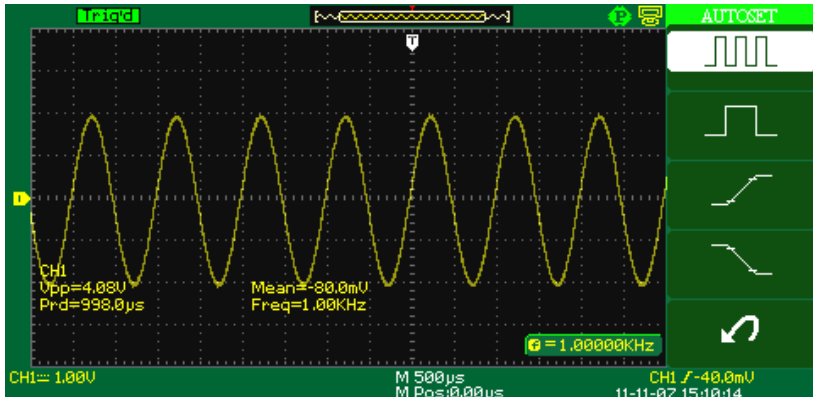 Trig'd
P
AUTOSET
T
1
CH1
Vpp=4.08V Mean=-80.0mV
Prd=998.0µs Freq=1.00KHz
f = 1.00000KHz
CH1 1.00V M 500µs CH1 -40.0mV
M Pos:0.00µs 11-11-07 15:10:14